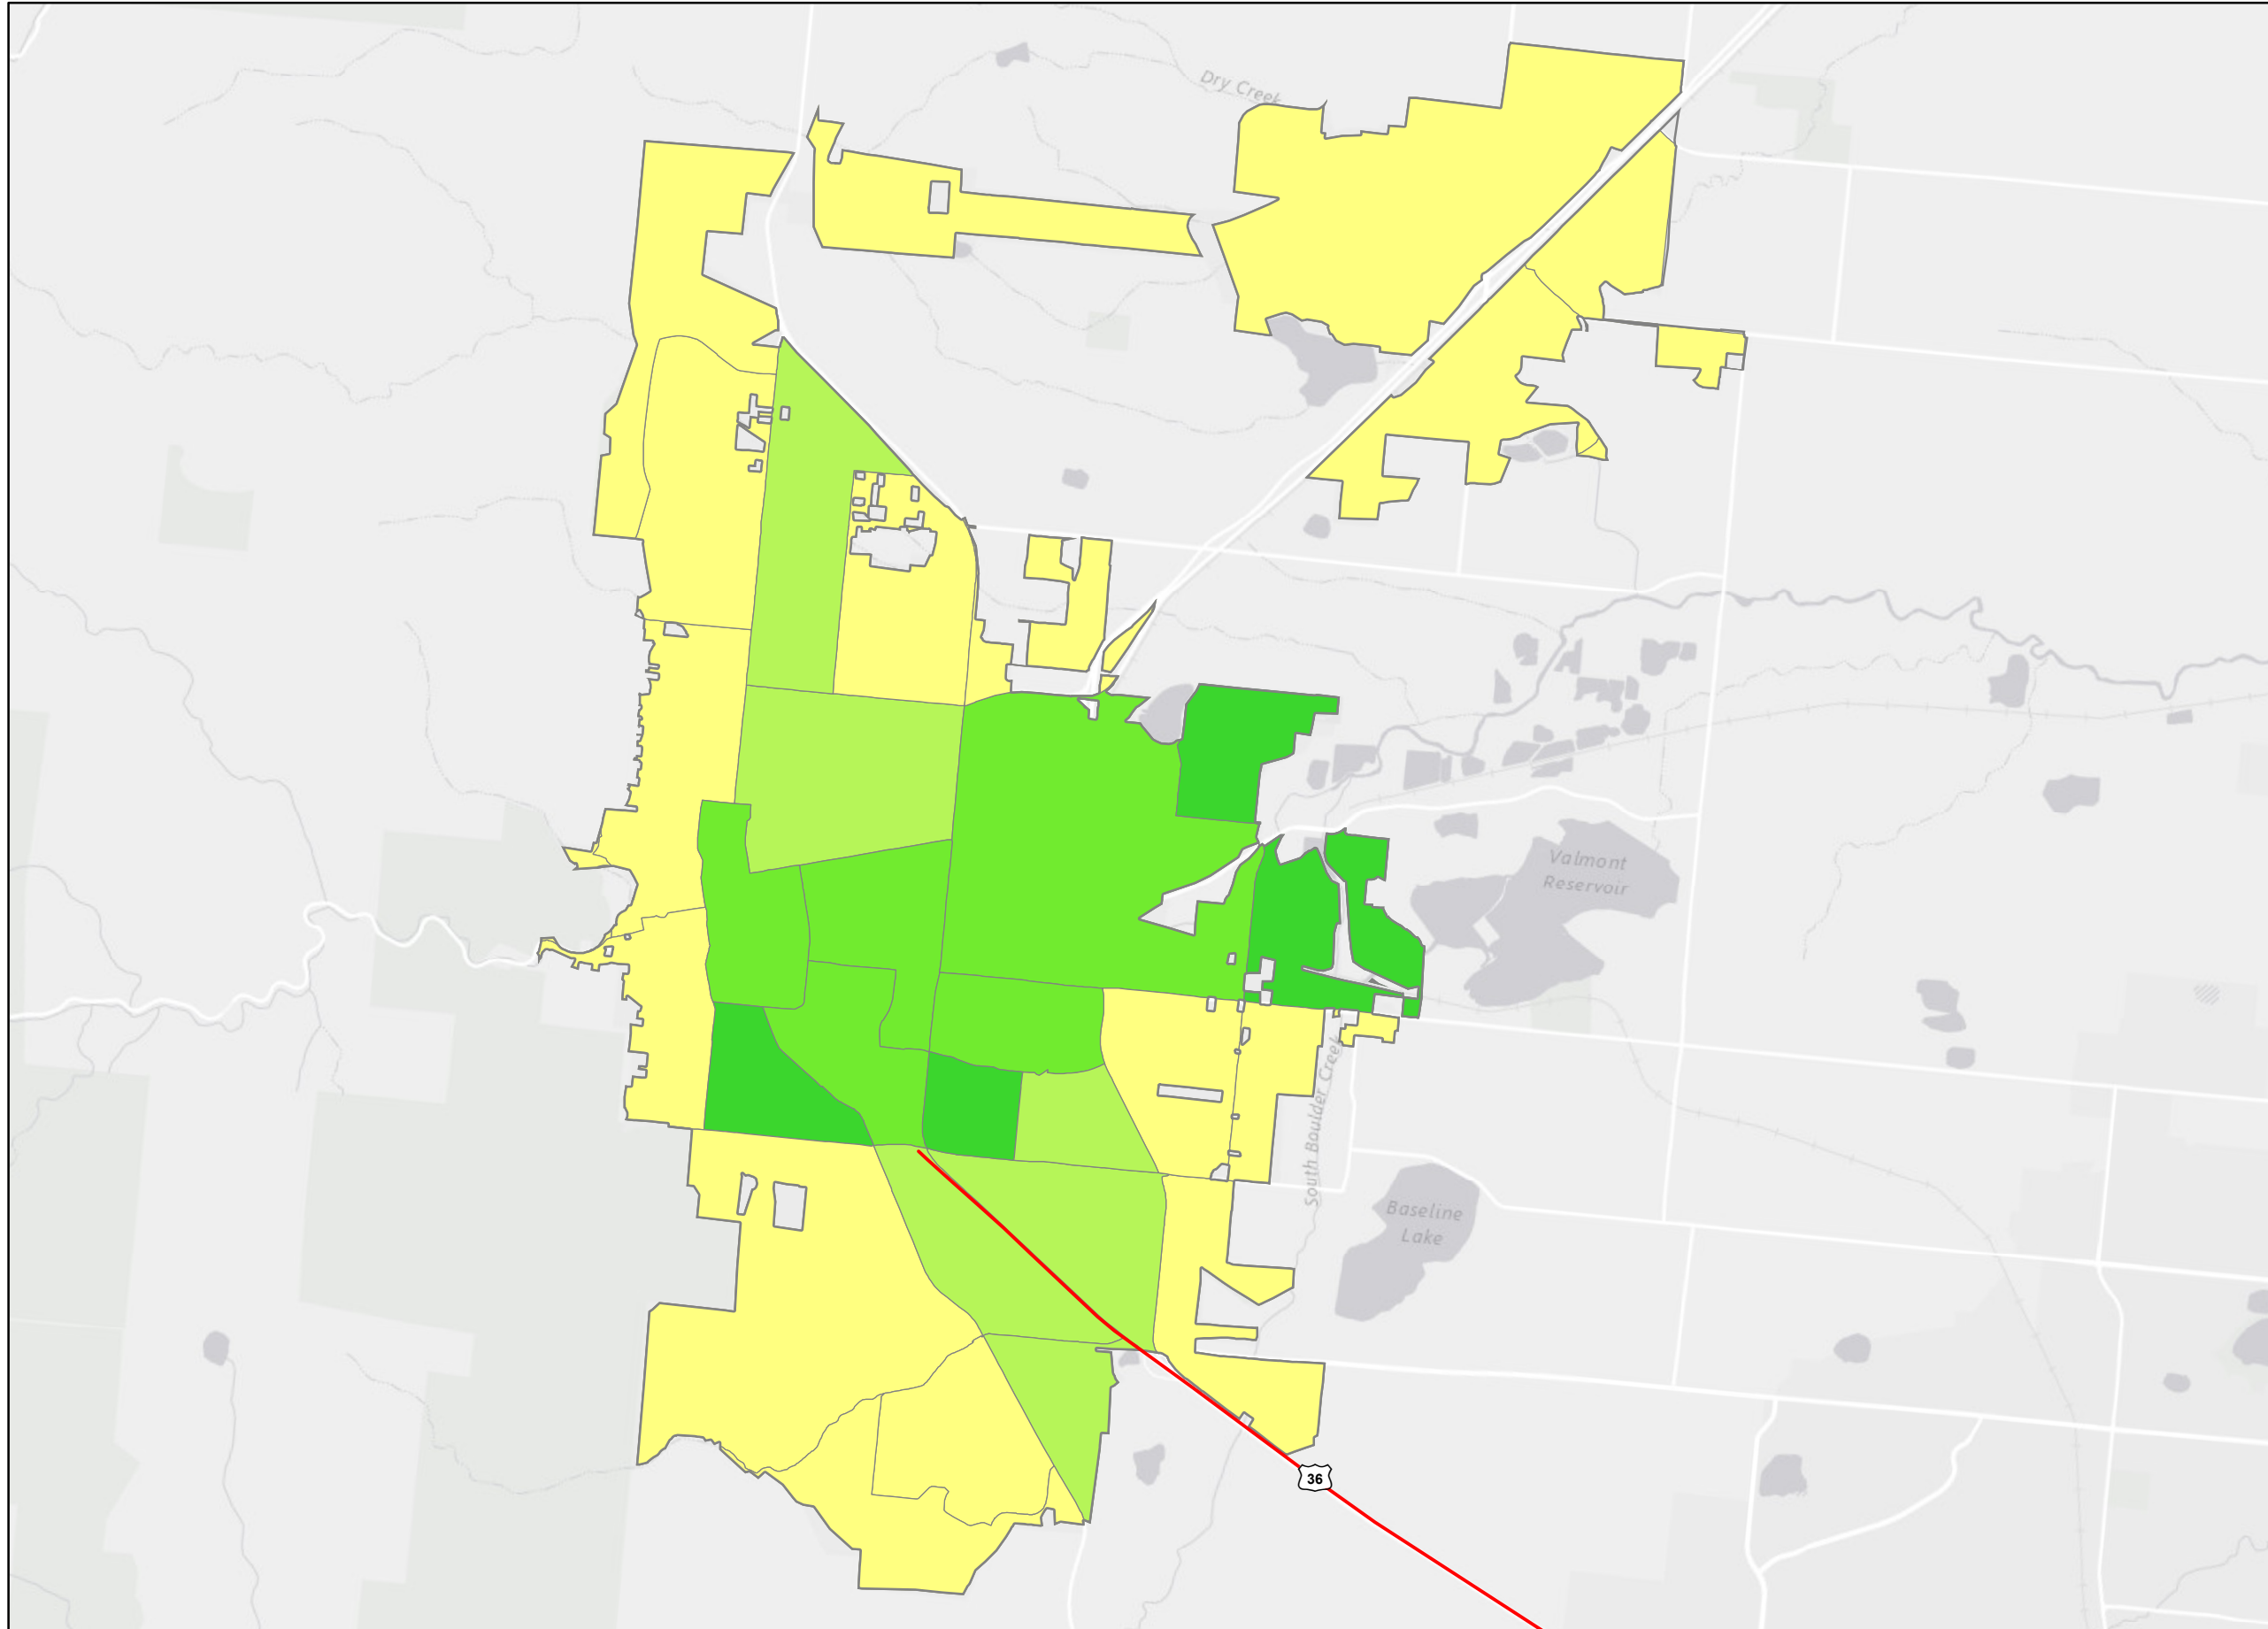 Dry Creek
Valmont
Reservoir
South Boulder Creek
Baseline
Lake
36